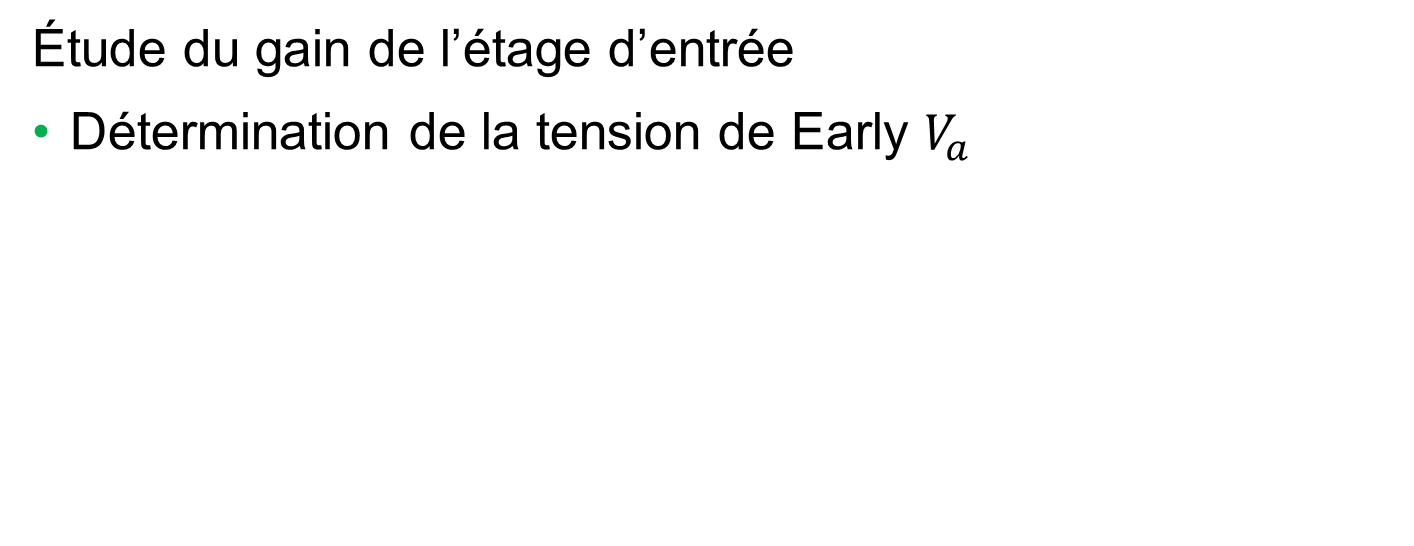 Étude du gain de l’étage d’entrée
• Détermination de la tension de Early Va